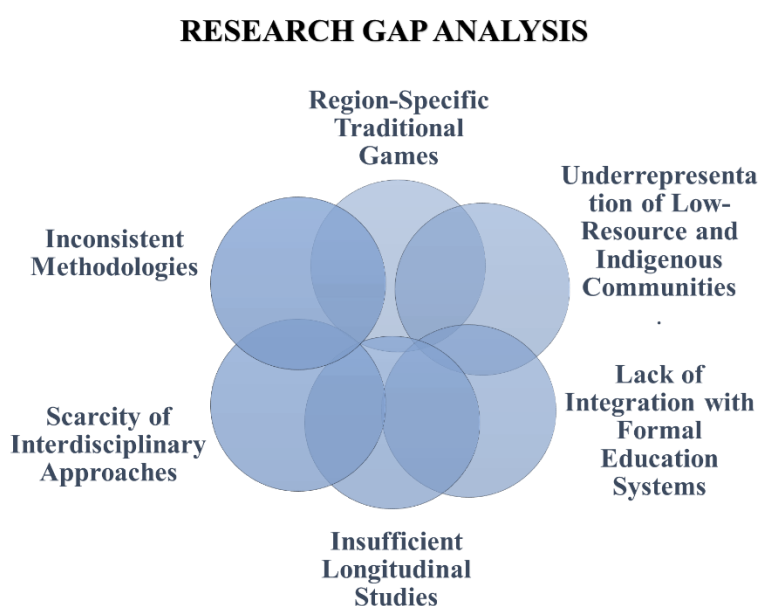 RESEARCH GAP ANALYSIS
Region-Specific
Traditional
Games
Underrepresenta
tion of Low-
Resource and
Indigenous
Communities
.
Lack of
Integration with
Formal
Education
Systems
Insufficient
Longitudinal
Studies
Scarcity of
Interdisciplinary
Approaches
Inconsistent
Methodologies